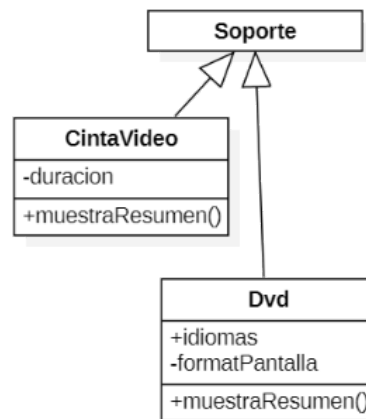 Soporte
CintaVideo
-duracion
+muestraResumen()
Dvd
+idiomas
-formatPantalla
+muestraResumen()